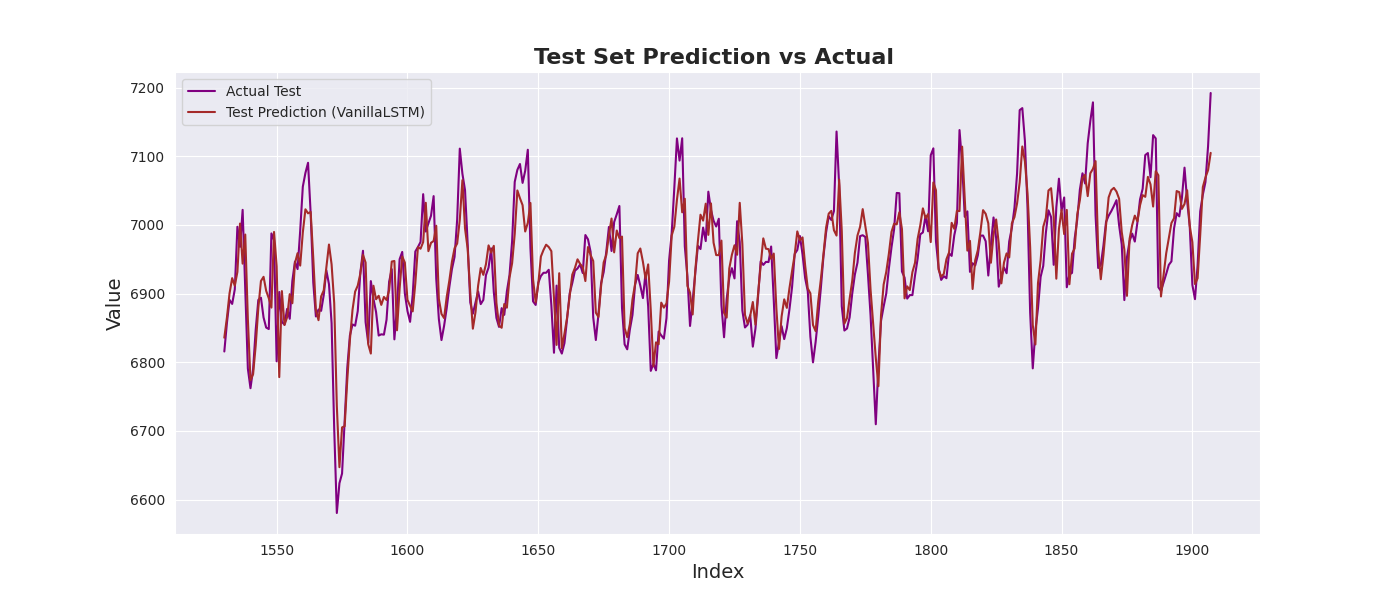 Test Set Prediction vs Actual
Actual Test
Test Prediction (VanillaLSTM)
Value
7200
7100
7000
6900
6800
6700
6600
1550 1600 1650 1700 1750 1800 1850 1900
Index